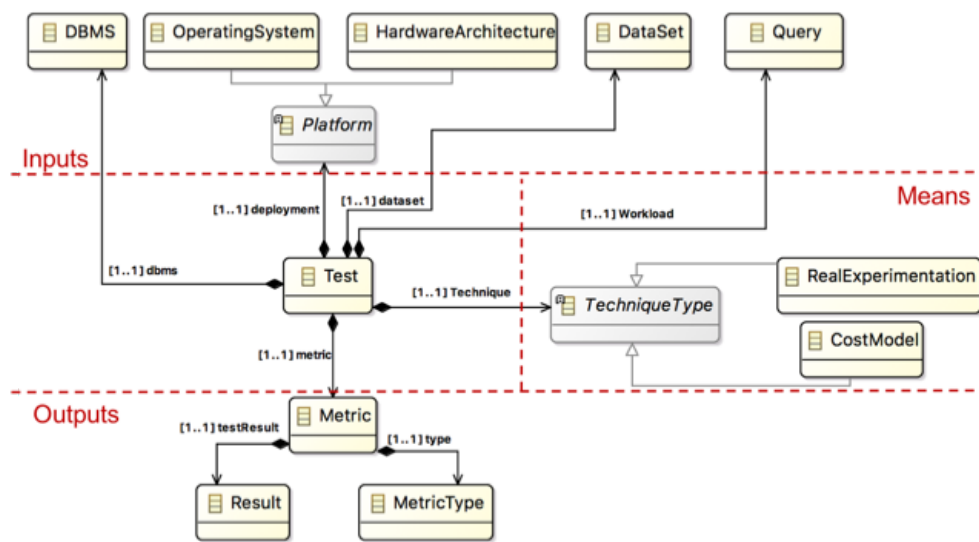 DBMS
OperatingSystem
HardwareArchitecture
DataSet
Query
Platform
Inputs
Means
[1..1] deployment
[1..1] dataset
[1..1] Workload
[1..1] dbms
Test
RealExperimentation
[1..1] Technique
TechniqueType
CostModel
[1..1] metric
Outputs
Metric
[1..1] testResult
[1..1] type
Result
MetricType